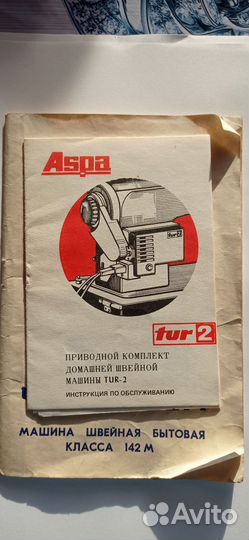 Aspa
tur 2
tur 2
ПРИВОДНОЙ КОМПЛЕКТ
ДОМАШНЕЙ ШВЕЙНОЙ
МАШИНЫ TUR-2
ИНСТРУКЦИЯ ПО ОБСЛУЖИВАНИЮ
МАШИНА ШВЕЙНАЯ БЫТОВАЯ
КЛАССА 142 М
Avito